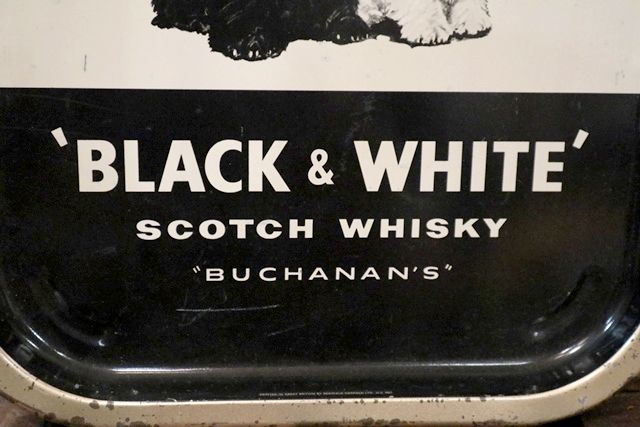 'BLACK & WHITE'
SCOTCH WHISKY
"BUCHANAN'S"